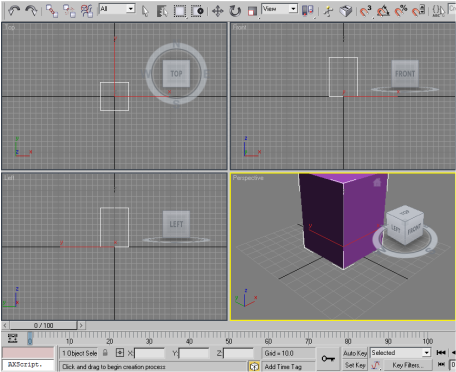 All
View
Top
TOP
Front
FRONT
Left
LEFT
Perspective
TOP
LEFT
FRONT
0 / 100
0 10 20 30 40 50 60 70 80 90 100
1 Object Sele X: Y: Z: Grid = 10.0 Auto Key Selected
AXScript. Click and drag to begin creation process Add Time Tag Set Key Key Filters... 0